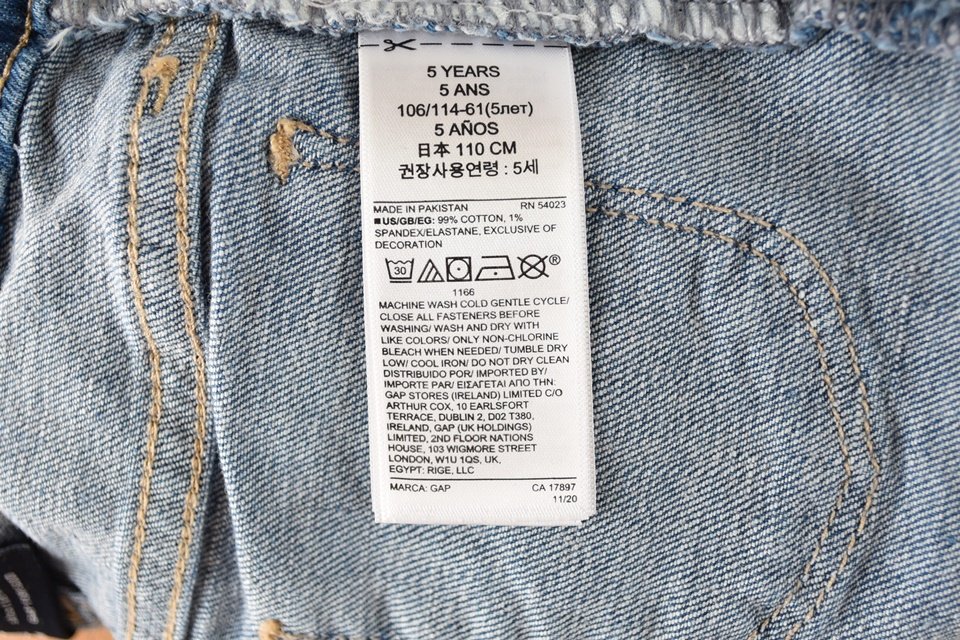 5 YEARS
5 ANS
106/114-61(5лет)
5 AÑOS
日本 110 CM
권장사용연령 : 5세
MADE IN PAKISTAN RN 54023
■US/GB/EG: 99% COTTON, 1%
SPANDEX/ELASTANE, EXCLUSIVE OF
DECORATION
30 ®
1166
MACHINE WASH COLD GENTLE CYCLE/
CLOSE ALL FASTENERS BEFORE
WASHING/ WASH AND DRY WITH
LIKE COLORS/ ONLY NON-CHLORINE
BLEACH WHEN NEEDED/ TUMBLE DRY
LOW/ COOL IRON/ DO NOT DRY CLEAN
DISTRIBUIDO POR/ IMPORTED BY/
IMPORTE PAR/ ΕΙΣΑΓΕΤΑΙ ΑΠΟ ΤΗΝ:
GAP STORES (IRELAND) LIMITED C/O
ARTHUR COX, 10 EARLSFORT
TERRACE, DUBLIN 2, D02 T380,
IRELAND, GAP (UK HOLDINGS)
LIMITED, 2ND FLOOR NATIONS
HOUSE, 103 WIGMORE STREET
LONDON, W1U 1QS, UK,
EGYPT: RIGE, LLC
MARCA: GAP CA 17897
11/20